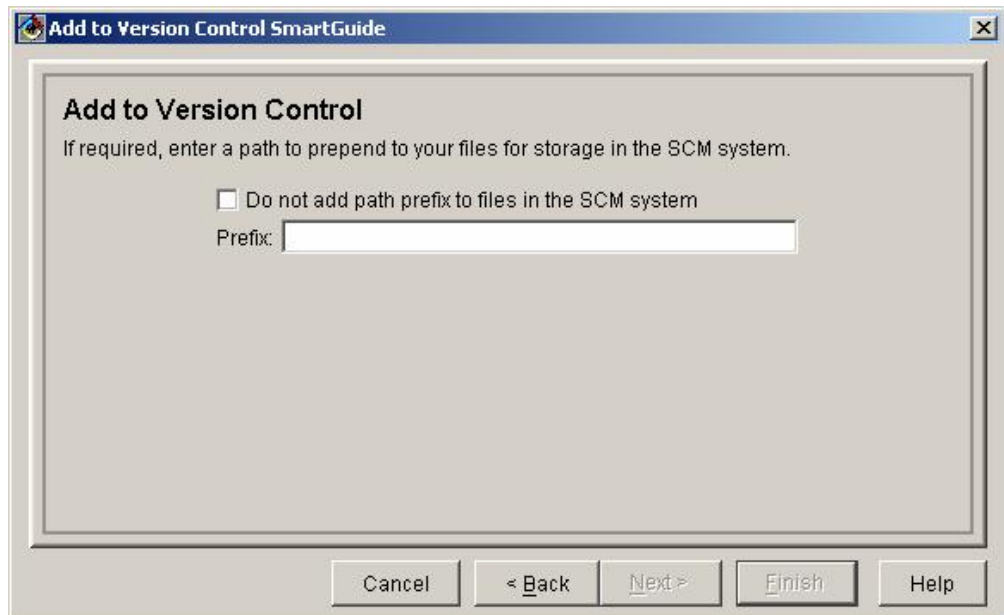 Add to Version Control SmartGuide
Add to Version Control
If required, enter a path to prepend to your files for storage in the SCM system.
Do not add path prefix to files in the SCM system
Prefix:
Cancel
< Back
Next >
Finish
Help